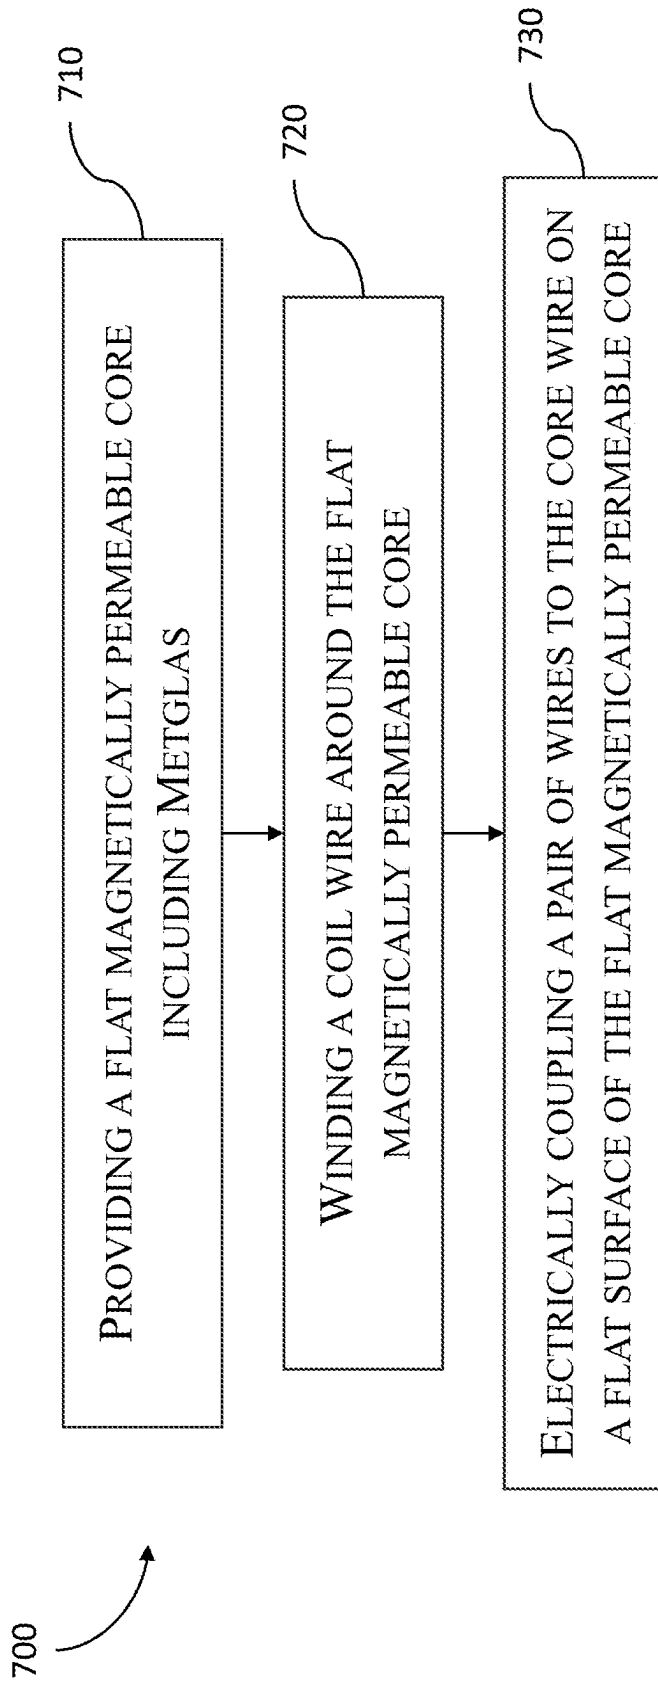 700
710
PROVIDING A FLAT MAGNETICALLY PERMEABLE CORE
INCLUDING METGLAS
720
WINDING A COIL WIRE AROUND THE FLAT
MAGNETICALLY PERMEABLE CORE
730
ELECTRICALLY COUPLING A PAIR OF WIRES TO THE CORE WIRE ON
A FLAT SURFACE OF THE FLAT MAGNETICALLY PERMEABLE CORE